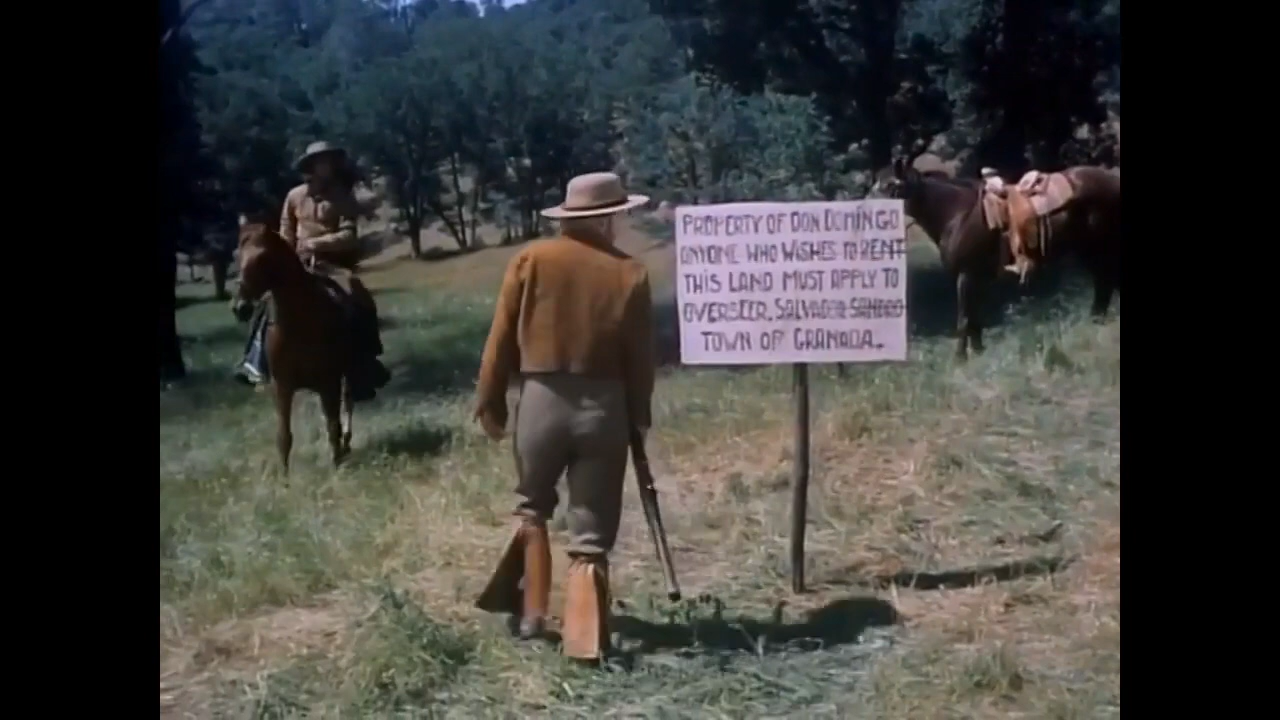 PROPERTY OF DON DOMINGO
ANYONE WHO WISHES TO RENT
THIS LAND MUST APPLY TO
OVERSEER, SALVADOR SANDRO
TOWN OF GRANADA.